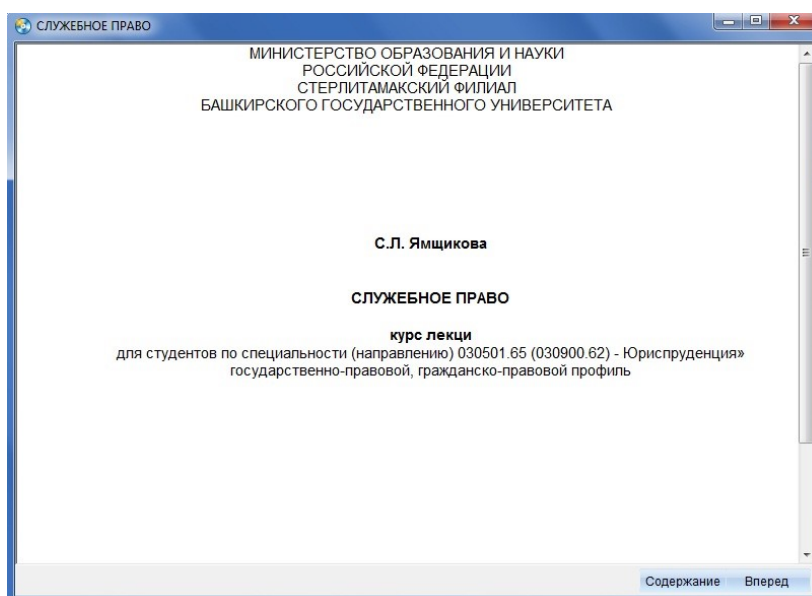 СЛУЖЕБНОЕ ПРАВО
МИНИСТЕРСТВО ОБРАЗОВАНИЯ И НАУКИ
РОССИЙСКОЙ ФЕДЕРАЦИИ
СТЕРЛИТАМАКСКИЙ ФИЛИАЛ
БАШКИРСКОГО ГОСУДАРСТВЕННОГО УНИВЕРСИТЕТА
С.Л. Ямщикова
СЛУЖЕБНОЕ ПРАВО
курс лекци
для студентов по специальности (направлению) 030501.65 (030900.62) - Юриспруденция»
государственно-правовой, гражданско-правовой профиль
Содержание Вперед